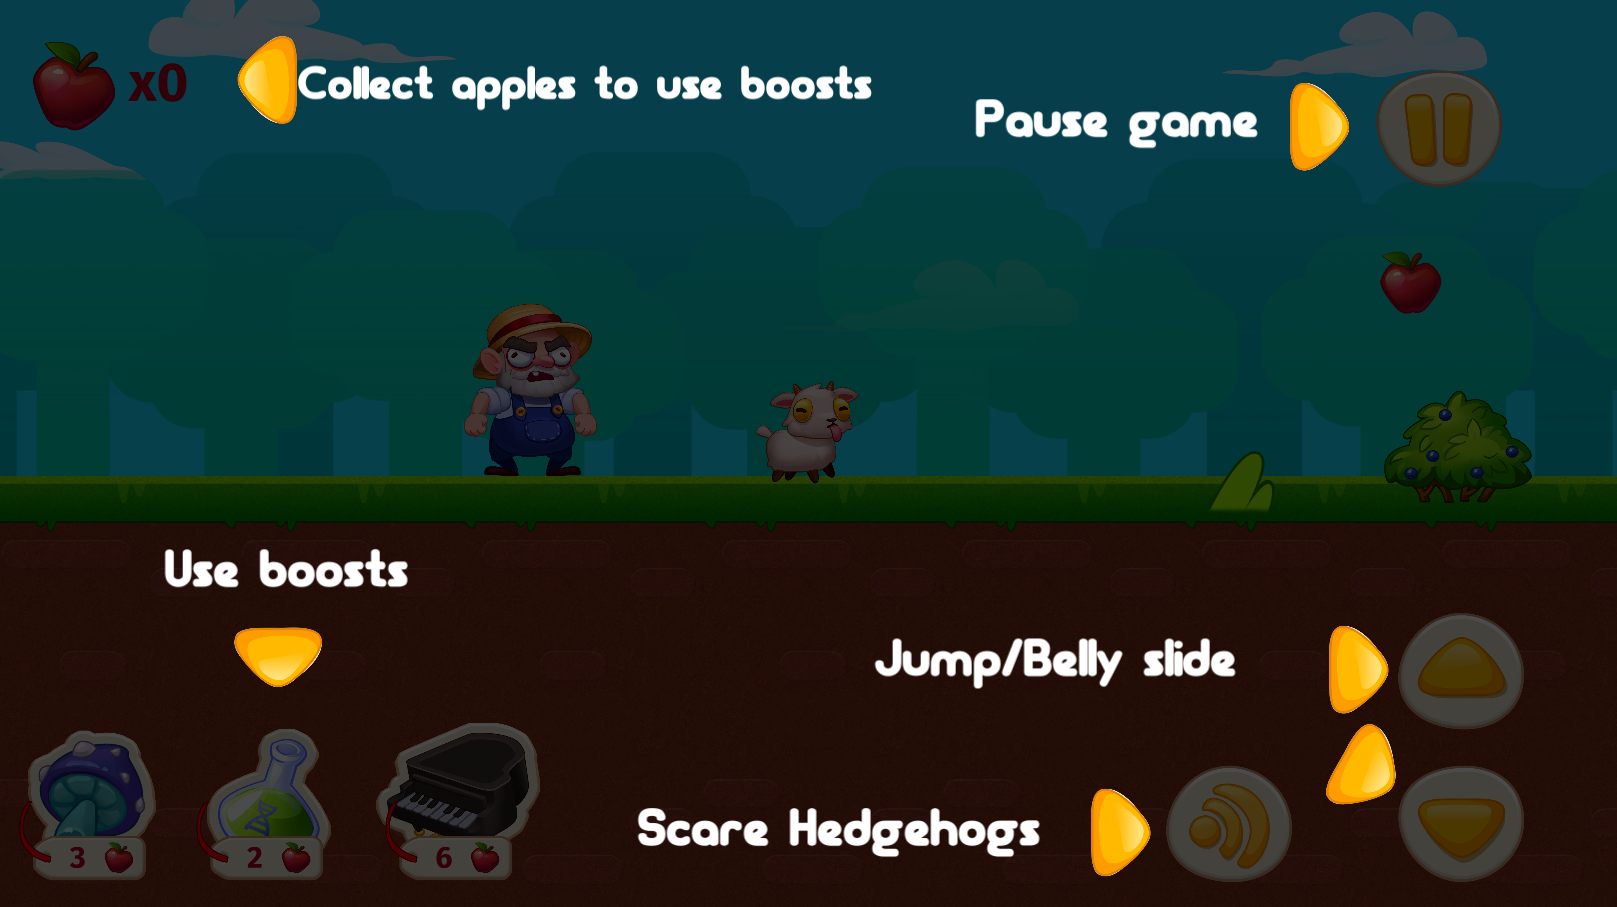 x0
Collect apples to use boosts
Pause game
Use boosts
Jump/Belly slide
Scare Hedgehogs
3
2
6